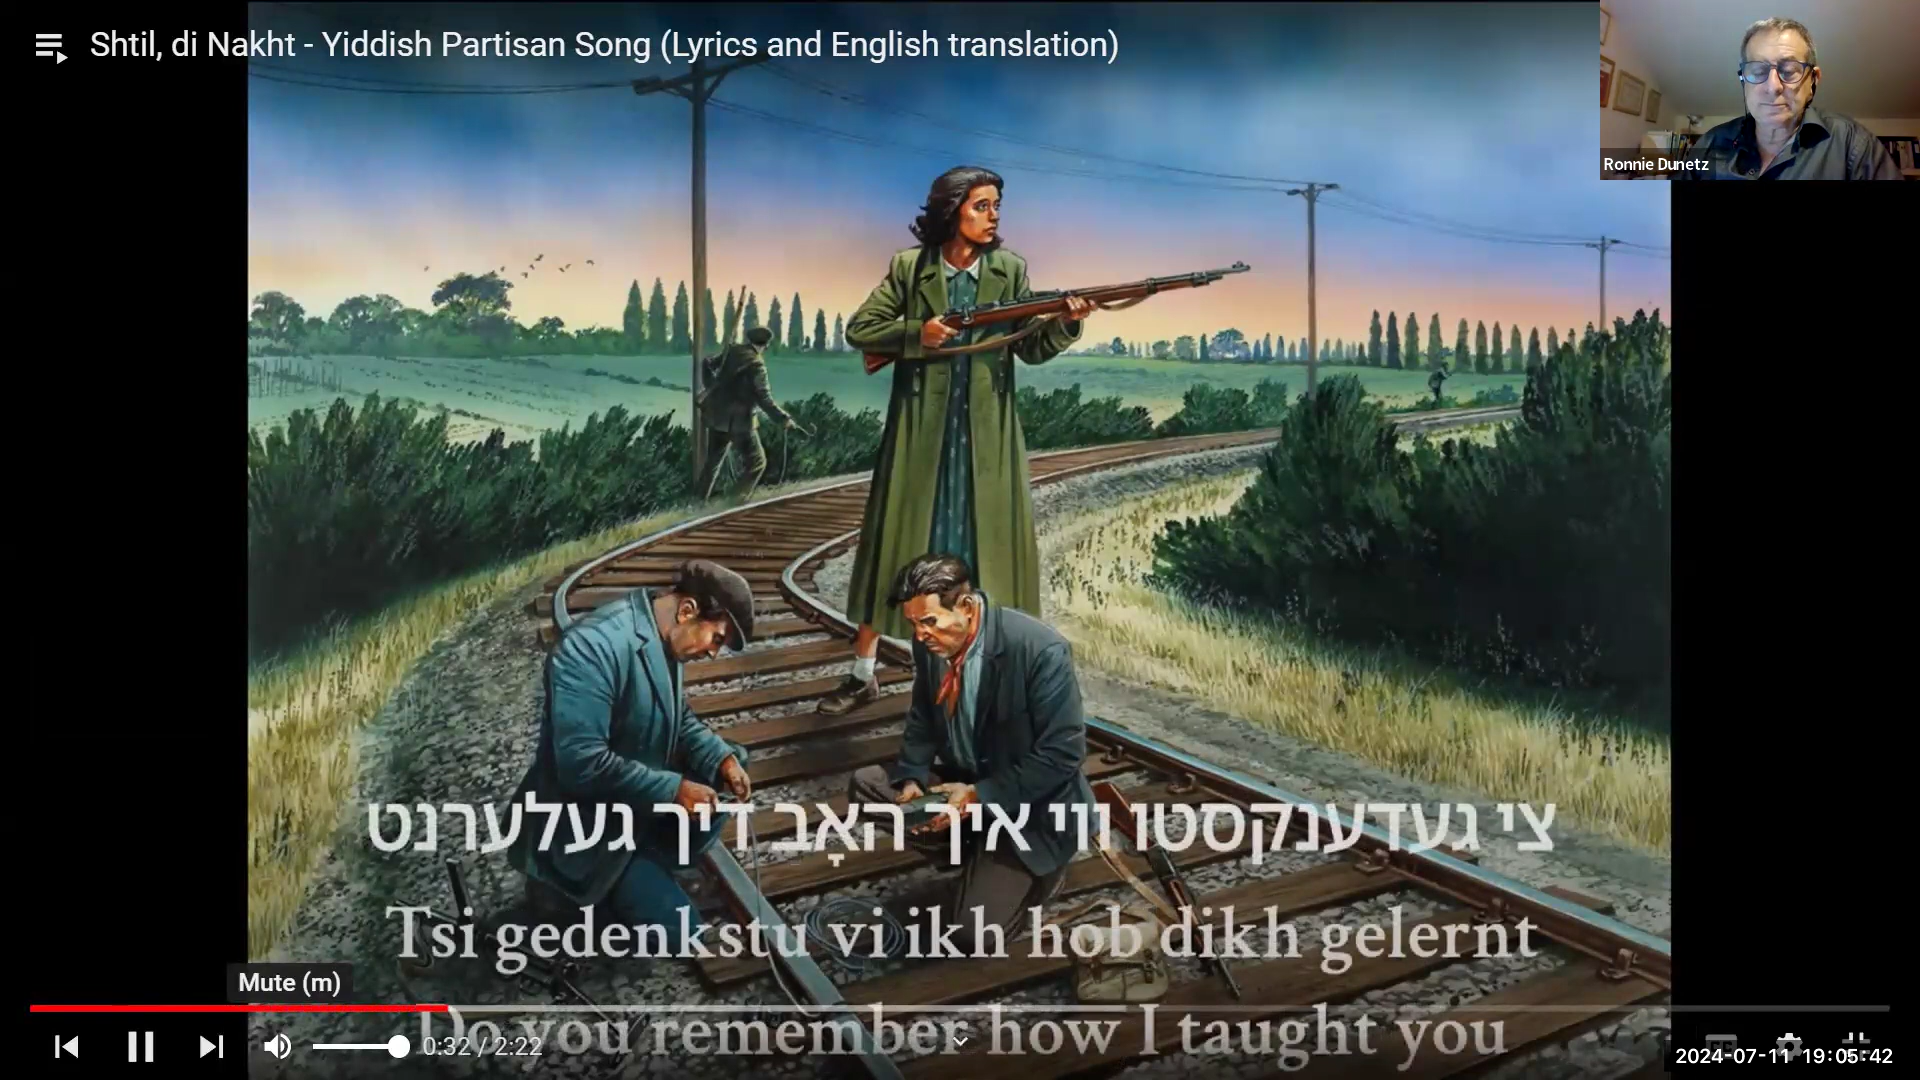 Shtil, di Nakht - Yiddish Partisan Song (Lyrics and English translation)
Ronnie Dunetz
צי געדענקסטו ווי איך האָב דיך געלערנט
Tsi gedenkstu vi ikh hob dikh gelernt
Do you remember how I taught you
Mute (m)
0:32 / 2:22
CC
2024-07-11 19:05:42